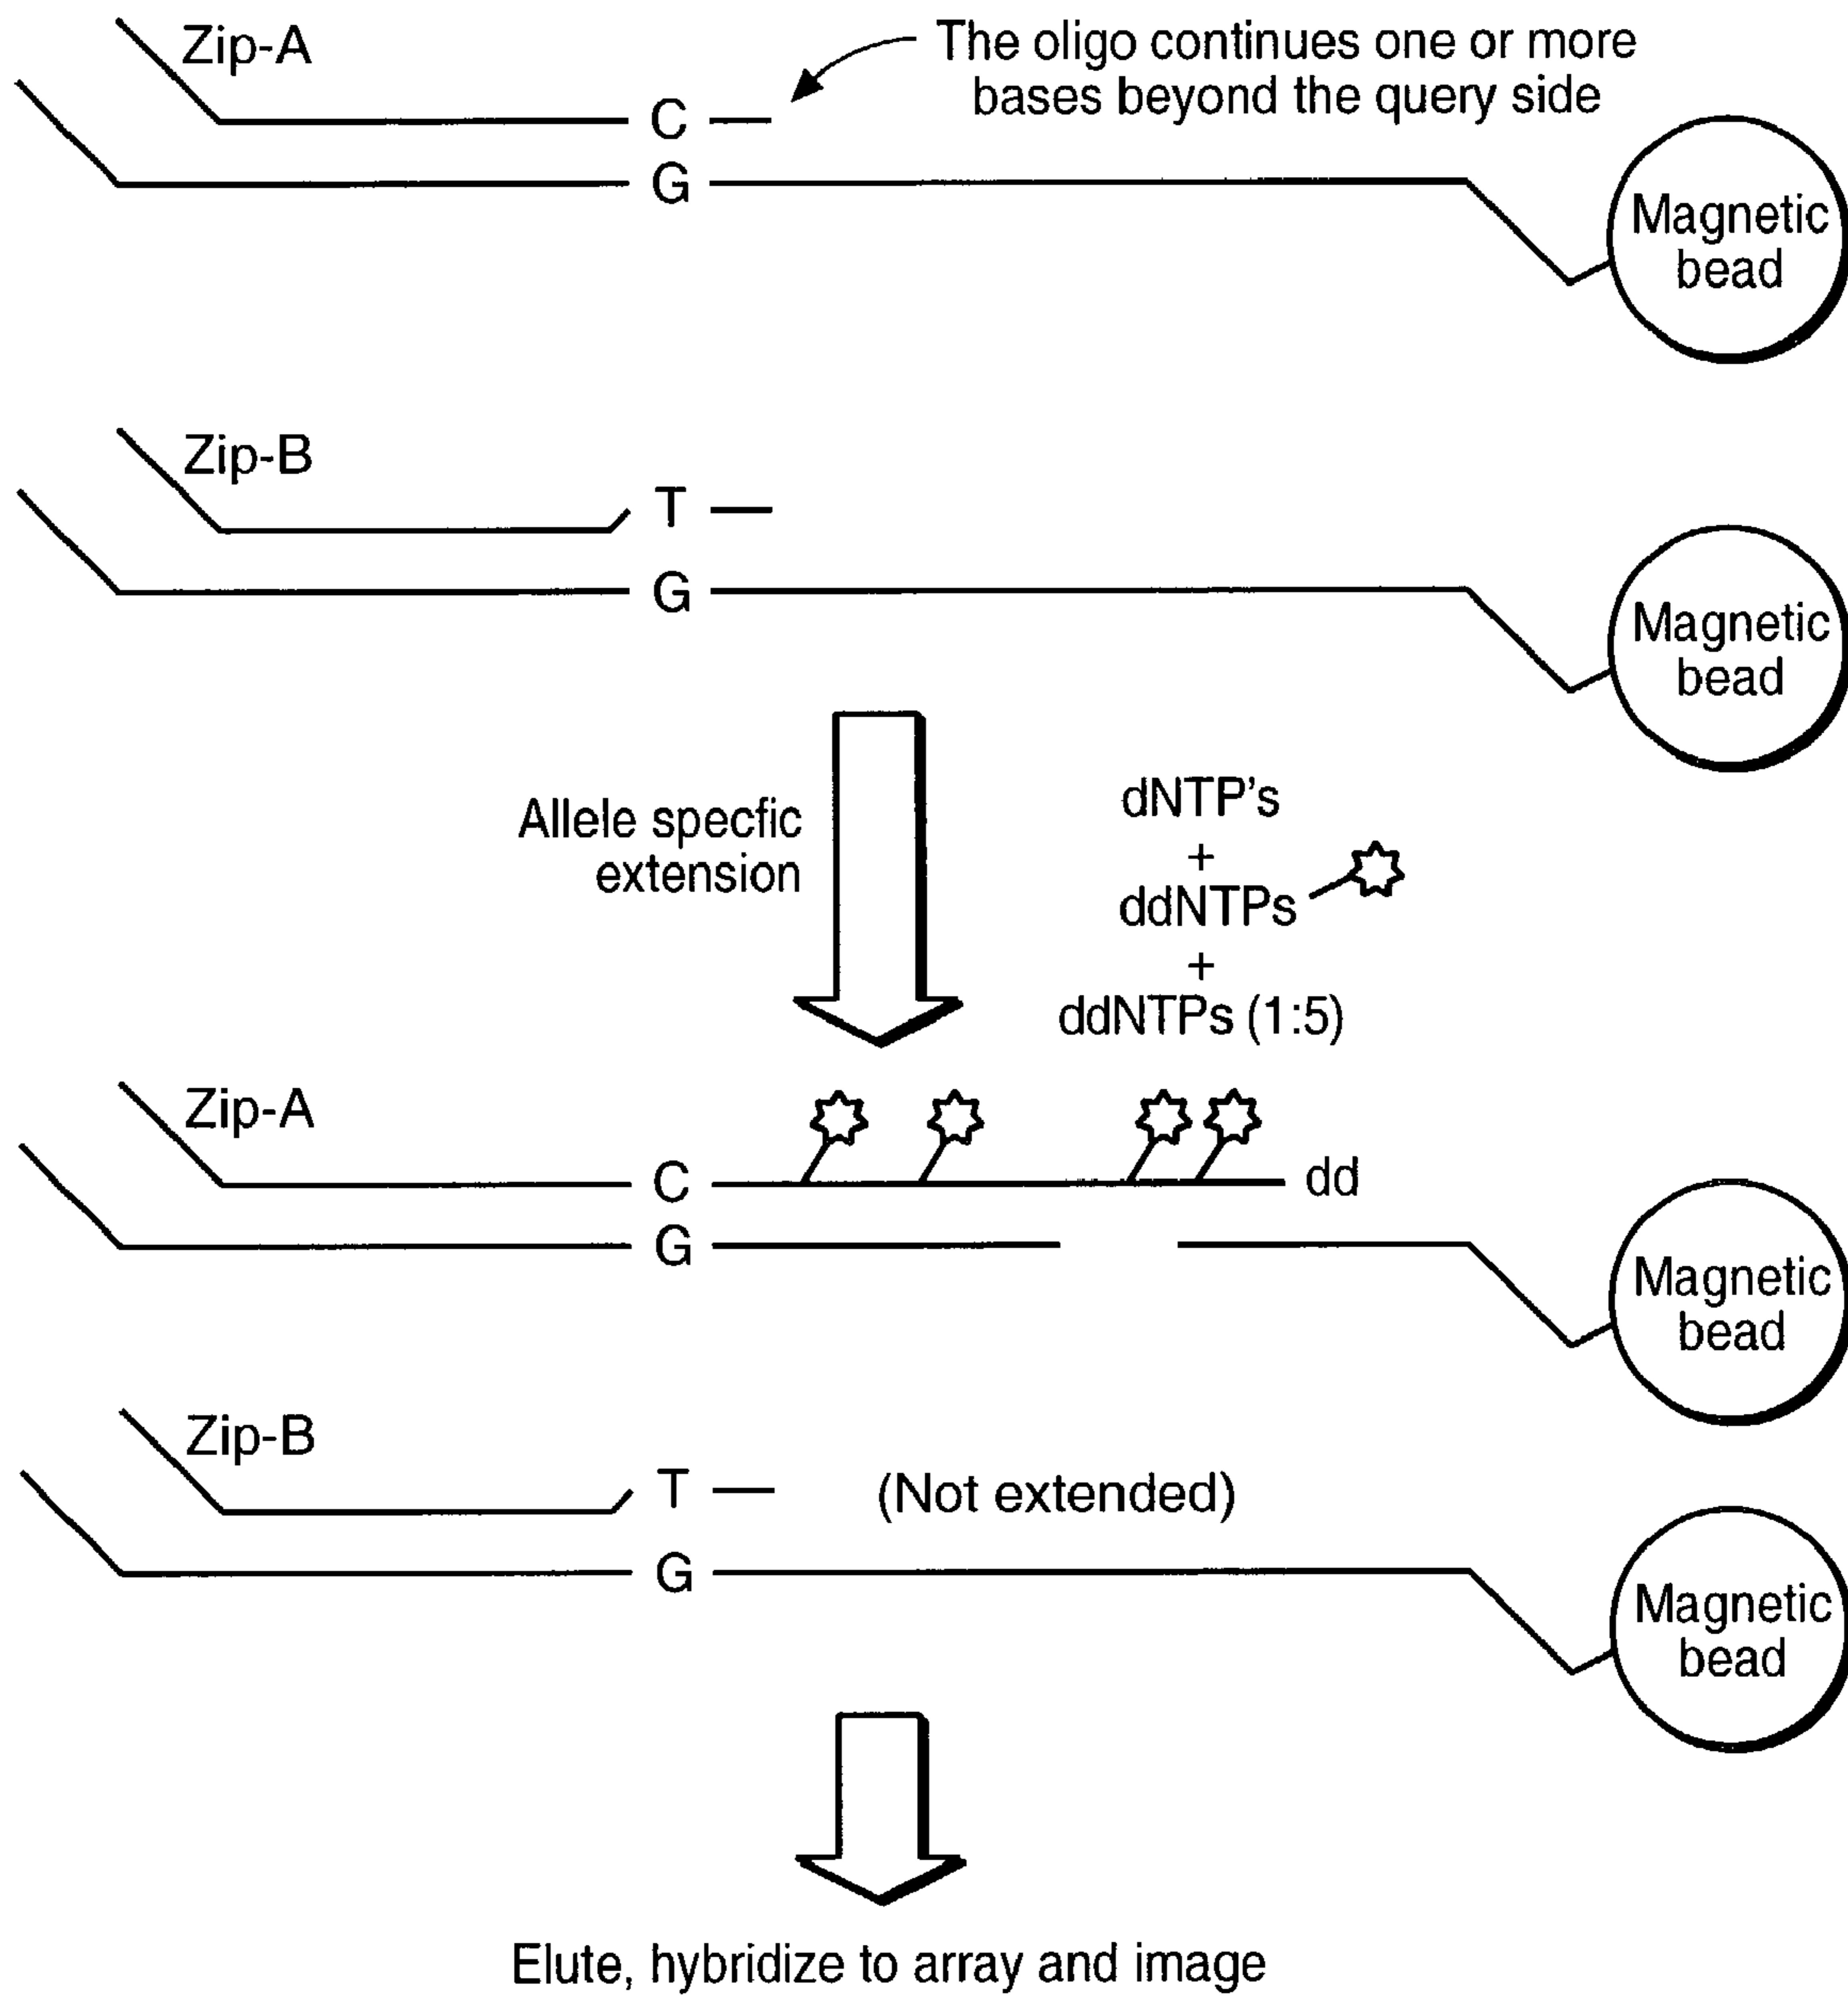 Zip-A
The oligo continues one or more
bases beyond the query side
C
G
Magnetic
bead
Zip-B
T
G
Magnetic
bead
Allele specfic
extension
dNTP's
+
ddNTPs
+
ddNTPs (1:5)
Zip-A
C
dd
G
Magnetic
bead
Zip-B
T
(Not extended)
G
Magnetic
bead
Elute, hybridize to array and image